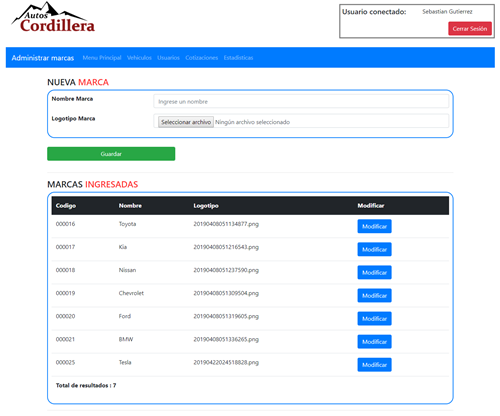 Autos
Cordillera
Usuario conectado: Sebastian Gutierrez
Cerrar Sesión
Administrar marcas Menu Principal Vehículos Usuarios Cotizaciones Estadísticas
NUEVA MARCA
Nombre Marca Ingrese un nombre
Logotipo Marca Seleccionar archivo Ningún archivo seleccionado
Guardar
MARCAS INGRESADAS
Codigo Nombre Logotipo Modificar
000016 Toyota 20190408051134877.png Modificar
000017 Kia 20190408051216543.png Modificar
000018 Nissan 20190408051237590.png Modificar
000019 Chevrolet 20190408051309504.png Modificar
000020 Ford 20190408051319605.png Modificar
000021 BMW 20190408051336265.png Modificar
000025 Tesla 20190422024518828.png Modificar
Total de resultados : 7